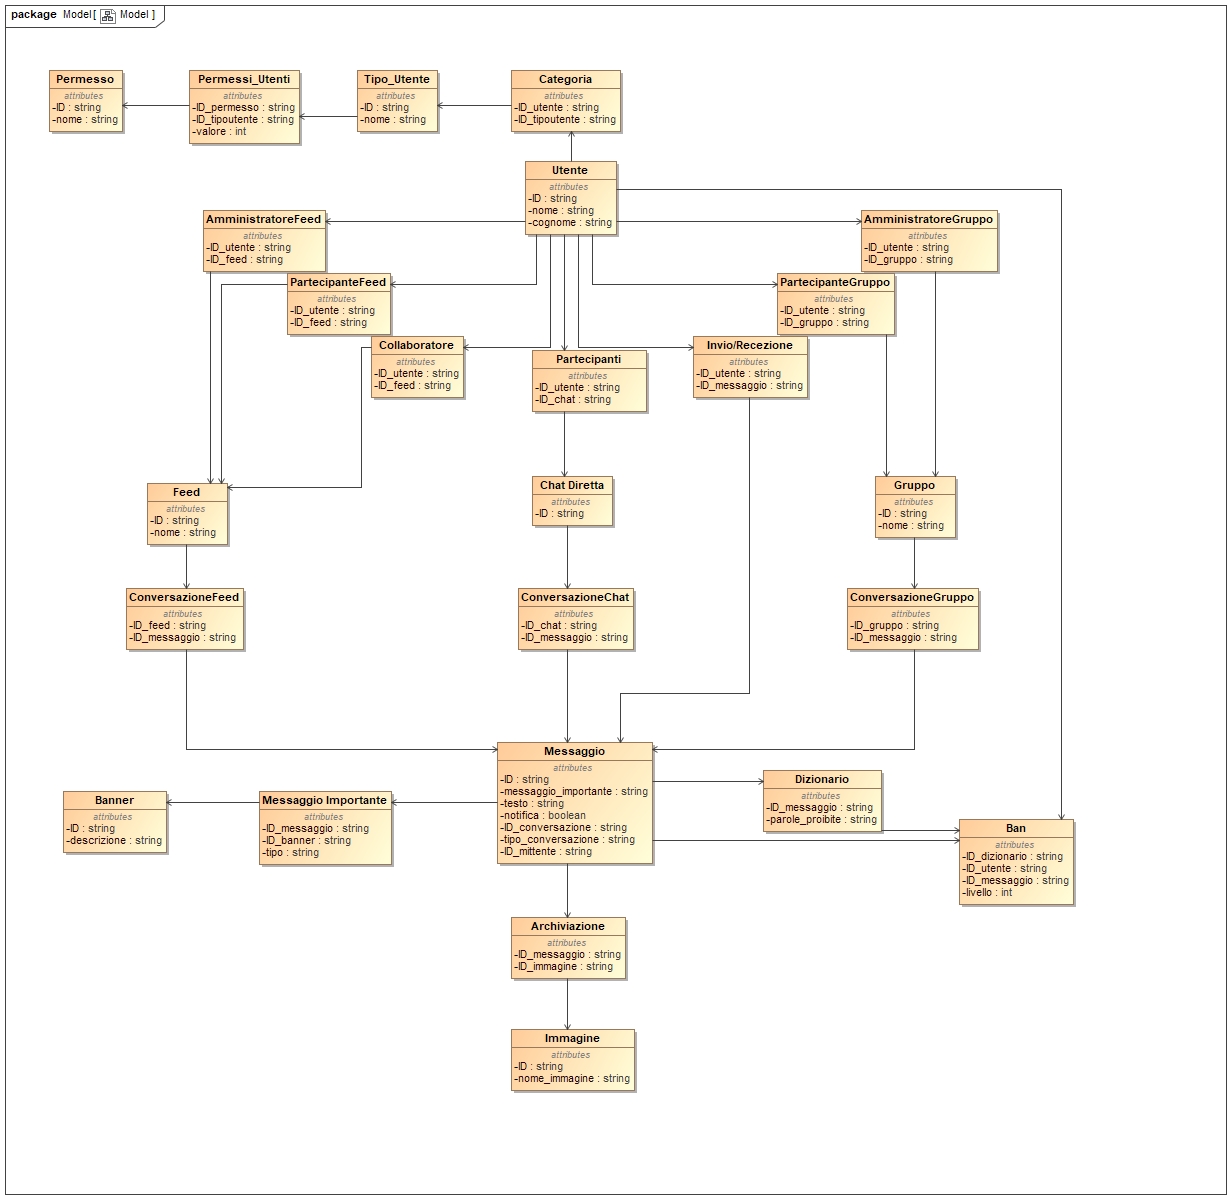 package Model[ Model ]
Permesso
attributes
-ID : string
-nome : string
Permessi_Utenti
attributes
-ID_permesso : string
-ID_tipoutente : string
-valore : int
Tipo_Utente
attributes
-ID : string
-nome : string
Categoria
attributes
-ID_utente : string
-ID_tipoutente : string
Utente
attributes
-ID : string
-nome : string
-cognome : string
AmministratoreFeed
attributes
-ID_utente : string
-ID_feed : string
AmministratoreGruppo
attributes
-ID_utente : string
-ID_gruppo : string
PartecipanteFeed
attributes
-ID_utente : string
-ID_feed : string
PartecipanteGruppo
attributes
-ID_utente : string
-ID_gruppo : string
Collaboratore
attributes
-ID_utente : string
-ID_feed : string
Partecipanti
attributes
-ID_utente : string
-ID_chat : string
Invio/Recezione
attributes
-ID_utente : string
-ID_messaggio : string
Feed
attributes
-ID : string
-nome : string
Chat Diretta
attributes
-ID : string
Gruppo
attributes
-ID : string
-nome : string
ConversazioneFeed
attributes
-ID_feed : string
-ID_messaggio : string
ConversazioneChat
attributes
-ID_chat : string
-ID_messaggio : string
ConversazioneGruppo
attributes
-ID_gruppo : string
-ID_messaggio : string
Messaggio
attributes
-ID : string
-messaggio_importante : string
-testo : string
-notifica : boolean
-ID_conversazione : string
-tipo_conversazione : string
-ID_mittente : string
Banner
attributes
-ID : string
-descrizione : string
Messaggio Importante
attributes
-ID_messaggio : string
-ID_banner : string
-tipo : string
Dizionario
attributes
-ID_messaggio : string
-parole_proibite : string
Ban
attributes
-ID_dizionario : string
-ID_utente : string
-ID_messaggio : string
-livello : int
Archiviazione
attributes
-ID_messaggio : string
-ID_immagine : string
Immagine
attributes
-ID : string
-nome_immagine : string